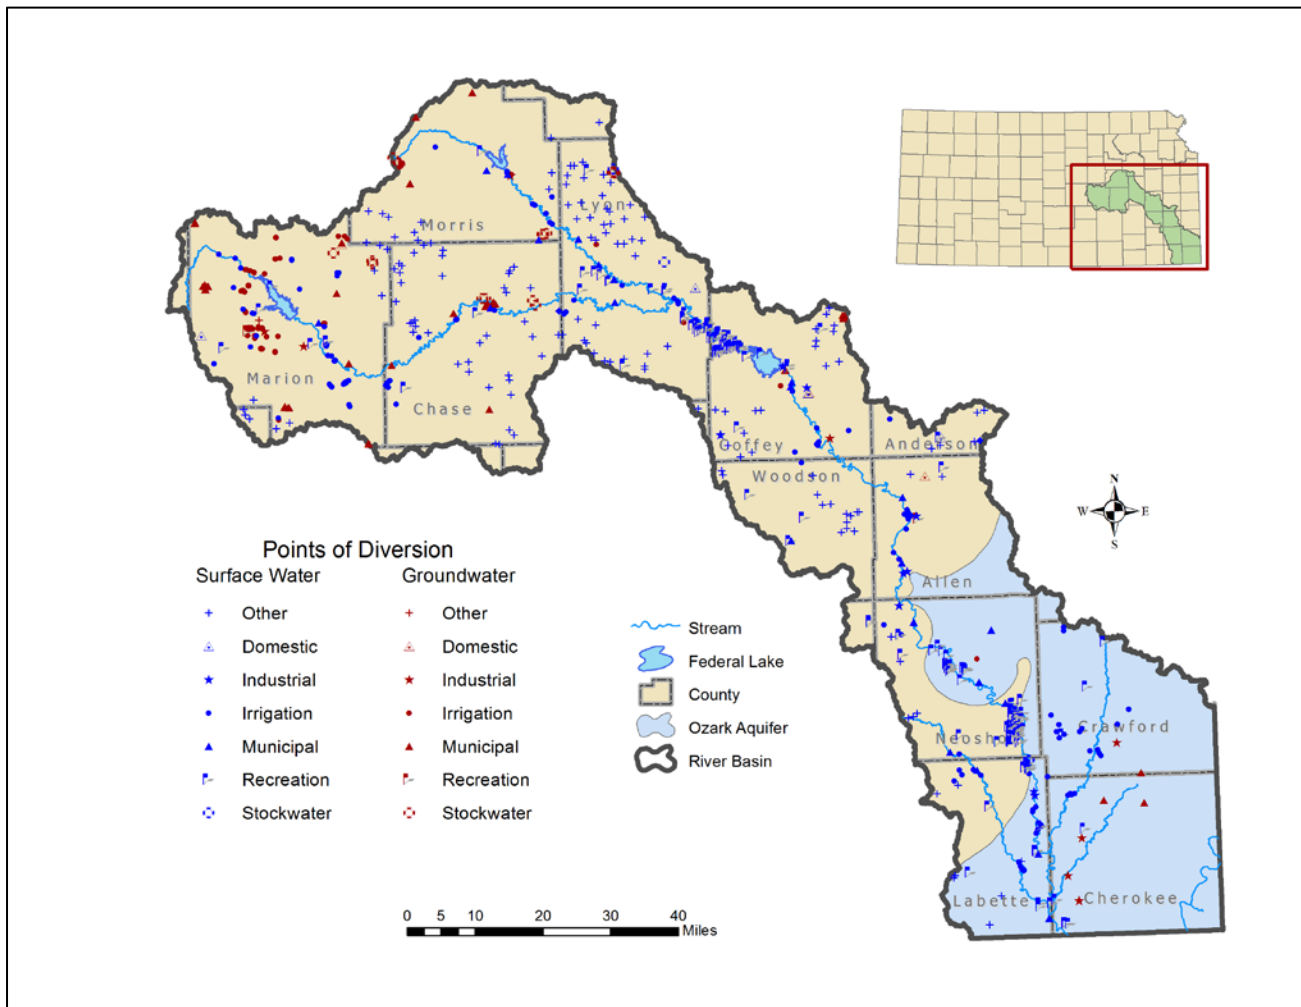 Morris
Lyon
Marion
Chase
Coffey
Anderson
Woodson
Allen
Neosho
Crawford
Labette
Cherokee
N
W E
S
Points of Diversion
Surface Water Groundwater
Other Other
Domestic Domestic
Industrial Industrial
Irrigation Irrigation
Municipal Municipal
Recreation Recreation
Stockwater Stockwater
Stream
Federal Lake
County
Ozark Aquifer
River Basin
0 5 10 20 30 40
Miles